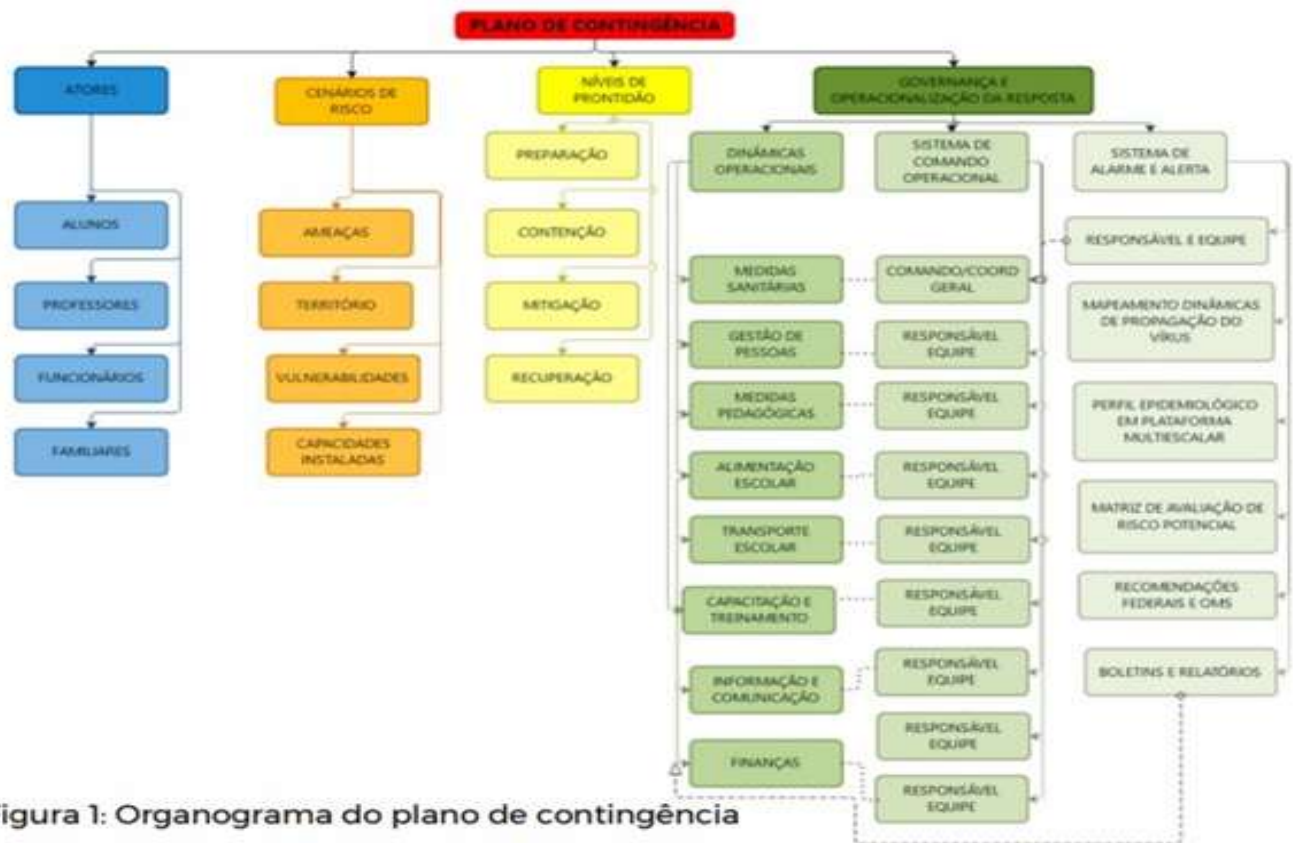 PLANO DE CONTINGÊNCIA
ATORES
ALUNOS
PROFESSORES
FUNCIONÁRIOS
FAMILIARES
CENÁRIOS DE
RISCO
AMEAÇAS
TERRITÓRIO
VULNERABILIDADES
CAPACIDADES
INSTALADAS
NÍVEIS DE
PRONTIDÃO
PREPARAÇÃO
CONTENÇÃO
MITIGAÇÃO
RECUPERAÇÃO
GOVERNANÇA E
OPERACIONALIZAÇÃO DA RESPOSTA
DINÂMICAS
OPERACIONAIS
MEDIDAS
SANITÁRIAS
GESTÃO DE
PESSOAS
MEDIDAS
PEDAGÓGICAS
ALIMENTAÇÃO
ESCOLAR
TRANSPORTE
ESCOLAR
CAPACITAÇÃO E
TREINAMENTO
INFORMAÇÃO E
COMUNICAÇÃO
FINANÇAS
SISTEMA DE
COMANDO
OPERACIONAL
COMANDO/COORD
GERAL
RESPONSÁVEL
EQUIPE
RESPONSÁVEL
EQUIPE
RESPONSÁVEL
EQUIPE
RESPONSÁVEL
EQUIPE
RESPONSÁVEL
EQUIPE
RESPONSÁVEL
EQUIPE
RESPONSÁVEL
EQUIPE
RESPONSÁVEL
EQUIPE
SISTEMA DE
ALARME E ALERTA
RESPONSÁVEL E EQUIPE
MAPEAMENTO DINÂMICAS
DE PROPAGAÇÃO DO
VÍRUS
PERFIL EPIDEMIOLÓGICO
EM PLATAFORMA
MULTIESCALAR
MATRIZ DE AVALIAÇÃO DE
RISCO POTENCIAL
RECOMENDAÇÕES
FEDERAIS E OMS
BOLETINS E RELATÓRIOS
igura 1: Organograma do plano de contingência